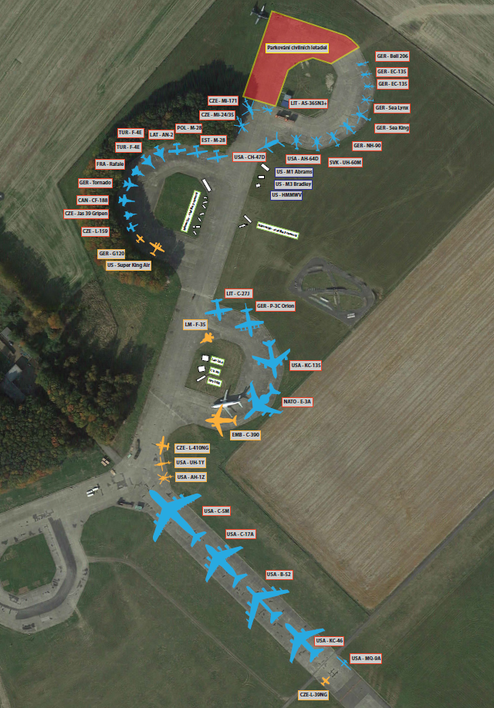 Parkování civilních letadel
GER - Bell 206
GER - EC-135
GER - EC-135
CZE - MI-171
LIT - AS-365N3+
GER - Sea Lynx
CZE - MI-24/35
GER - Sea King
POL - M-28
TUR - F-4E
LAT - AN-2
EST - M-28
GER - NH-90
TUR - F-4E
USA - CH-47D
USA - AH-64D
SVK - UH-60M
FRA - Rafale
US - M1 Abrams
GER - Tornado
US - M3 Bradley
US - HMMWV
CAN - CF-188
CZE - Jas 39 Gripen
CZE - L-159
GER - G120
US - Super King Air
LIT - C-27J
GER - P-3C Orion
LM - F-35
USA - KC-135
NATO - E-3A
EMB - C-390
CZE - L-410NG
USA - UH-1Y
USA - AH-1Z
USA - C-5M
USA - C-17A
USA - B-52
USA - KC-46
USA - MQ-9A
CZE-L-39NG